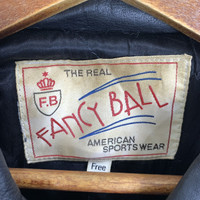 THE REAL
F.B
FANCY BALL
AMERICAN
SPORTS WEAR
Free